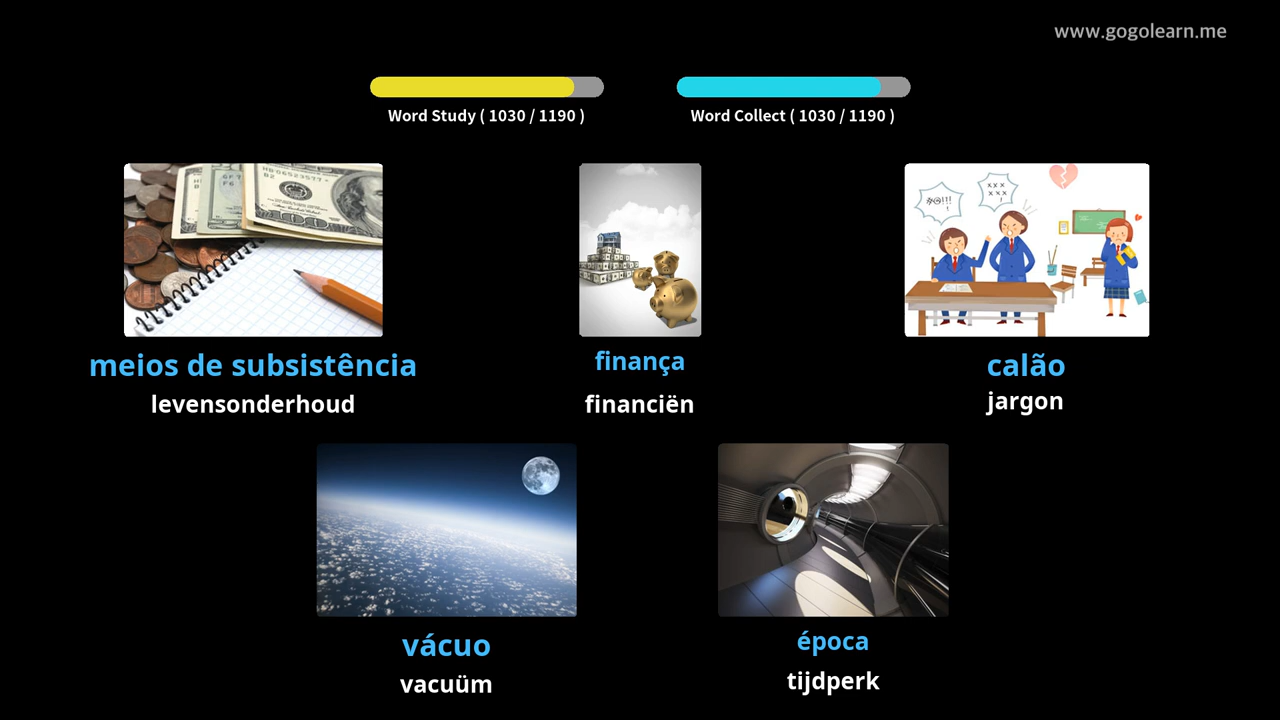 www.gogolearn.me
Word Study ( 1030 / 1190 )
Word Collect ( 1030 / 1190 )
meios de subsistência
levensonderhoud
finança
financiën
calão
jargon
vácuo
vacuüm
época
tijdperk